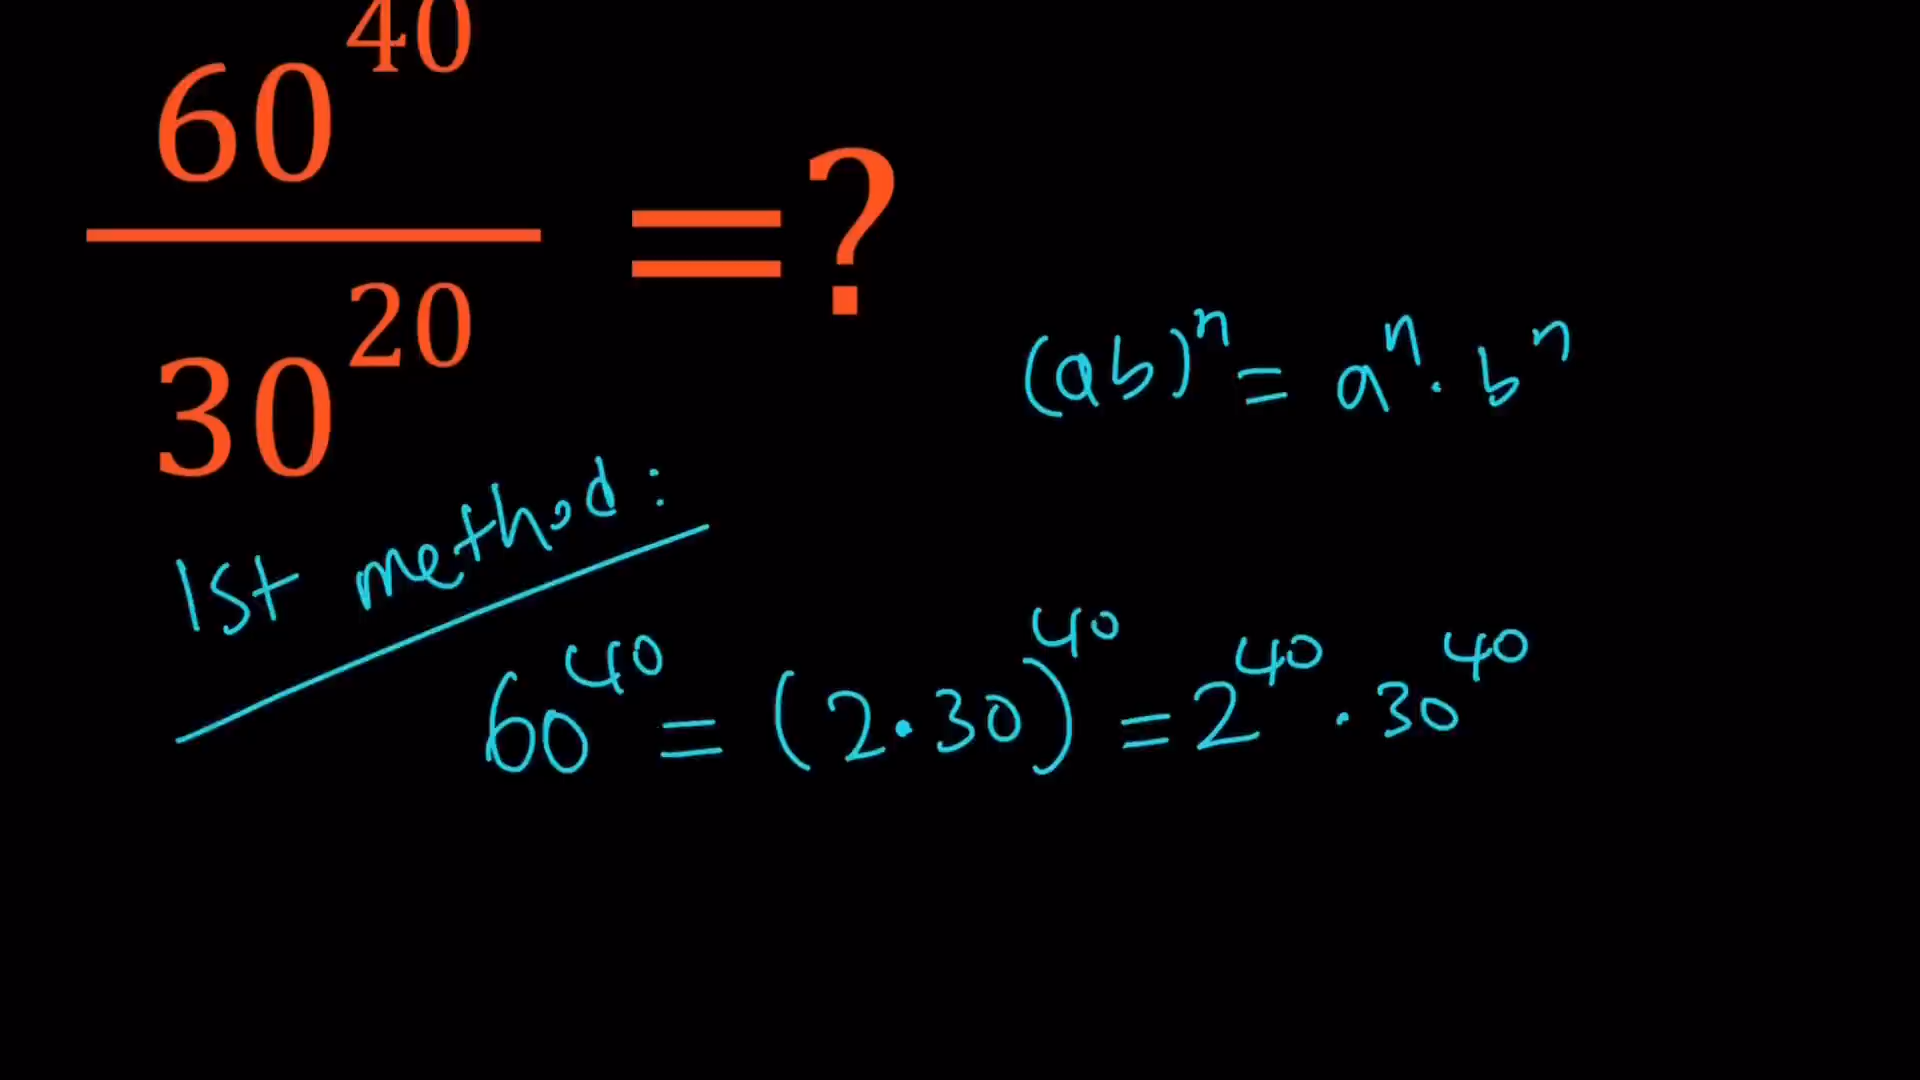 60^40
=?
30^20
(ab)^n = a^n · b^n
1st method:
60^40 = (2·30)^40 = 2^40 · 30^40